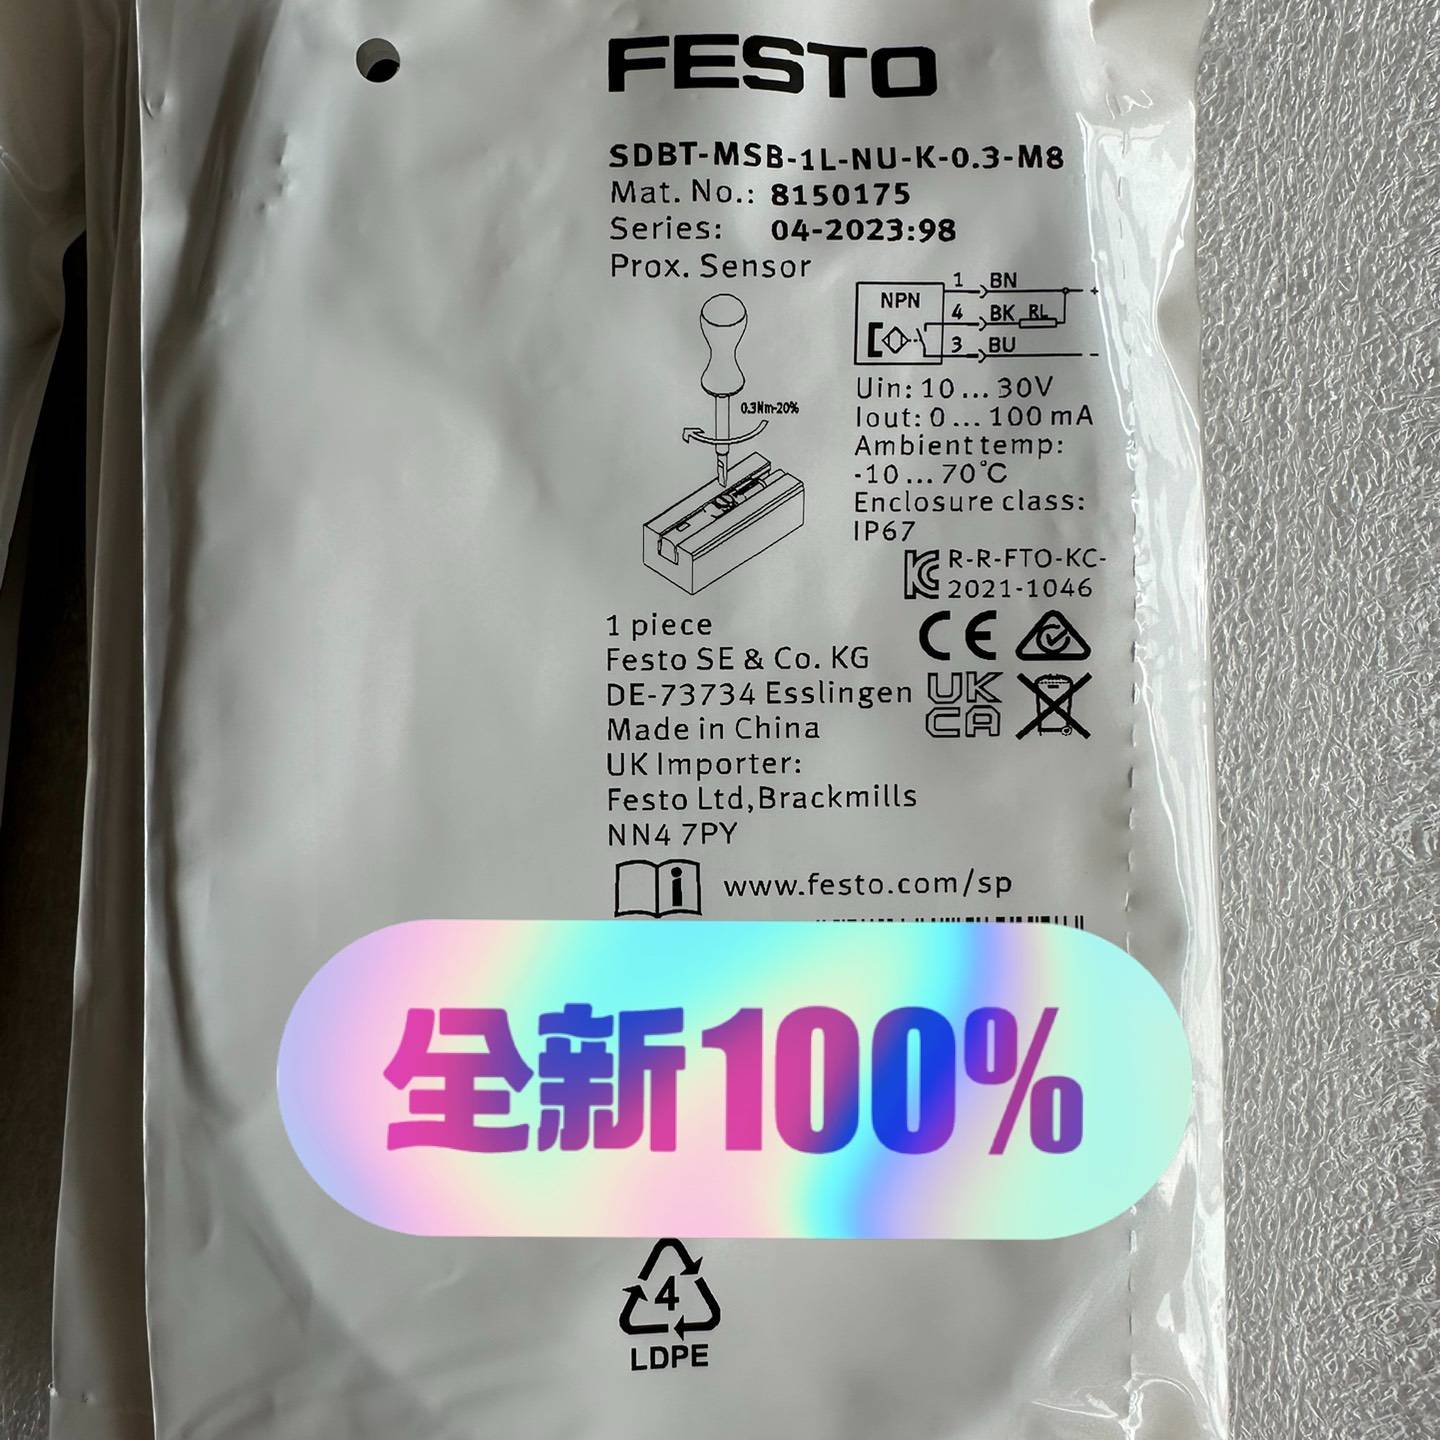 FESTO
SDBT-MSB-1L-NU-K-0.3-M8
Mat. No.: 8150175
Series: 04-2023:98
Prox. Sensor
0.3Nm-20%
NPN
1 BN +
4 BK RL
3 BU -
Uin: 10 ... 30V
Iout: 0 ... 100 mA
Ambient temp:
-10 ... 70°C
Enclosure class:
IP67
R-R-FTO-KC-
2021-1046
CE
UK
CA
1 piece
Festo SE & Co. KG
DE-73734 Esslingen
Made in China
UK Importer:
Festo Ltd, Brackmills
NN4 7PY
www.festo.com/sp
全新100%
4
LDPE